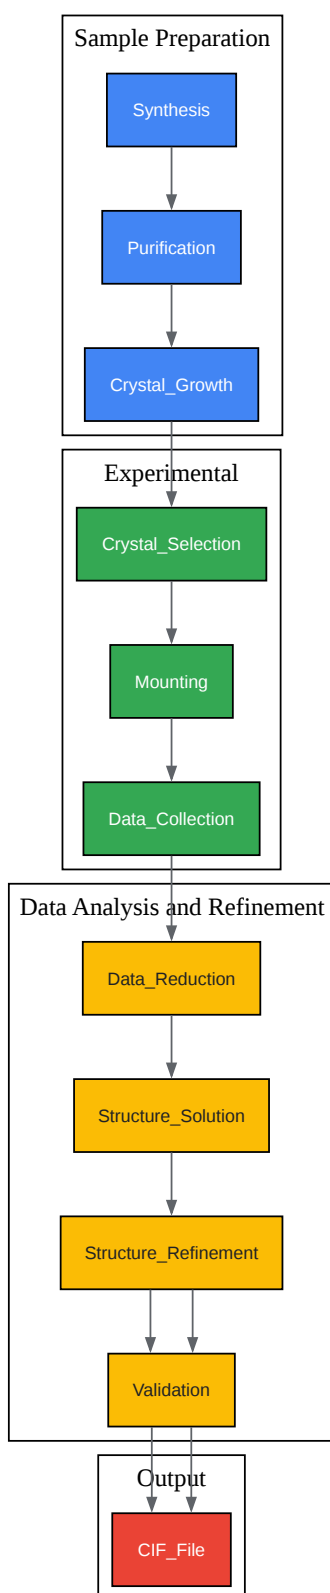 Sample Preparation
Synthesis
Purification
Crystal_Growth
Experimental
Crystal_Selection
Mounting
Data_Collection
Data Analysis and Refinement
Data_Reduction
Structure_Solution
Structure_Refinement
Validation
Output
CIF_File